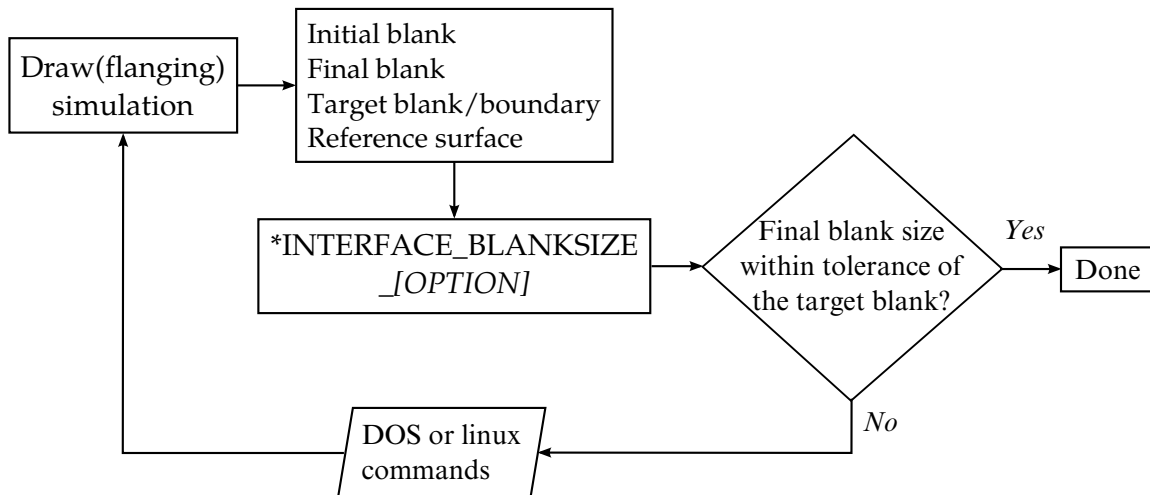 Draw(flanging)
simulation
Initial blank
Final blank
Target blank/boundary
Reference surface
*INTERFACE_BLANKSIZE
_[OPTION]
Final blank size
within tolerance of
the target blank?
Yes
Done
No
DOS or linux
commands